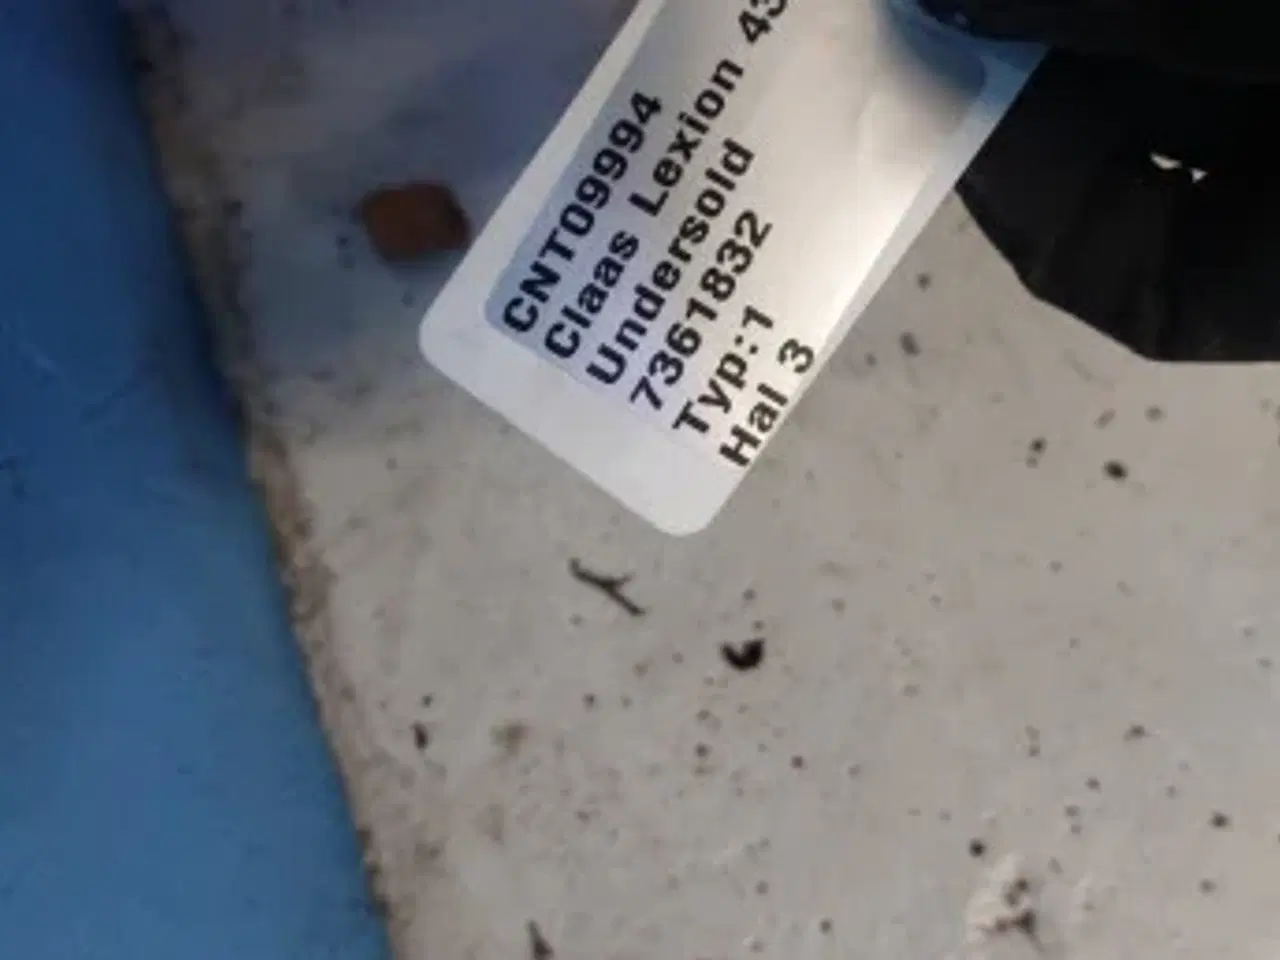 CNT09994
Claas Lexion 43
Undersold
7361832
Typ:1
Hal 3